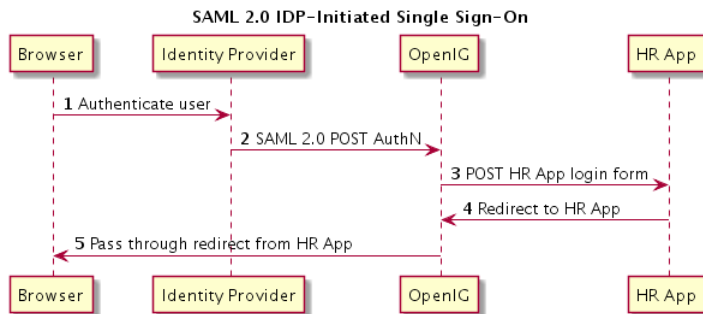 SAML 2.0 IDP-Initiated Single Sign-On
Browser Identity Provider OpenIG HR App
1 Authenticate user
2 SAML 2.0 POST AuthN
3 POST HR App login form
4 Redirect to HR App
5 Pass through redirect from HR App
Browser Identity Provider OpenIG HR App